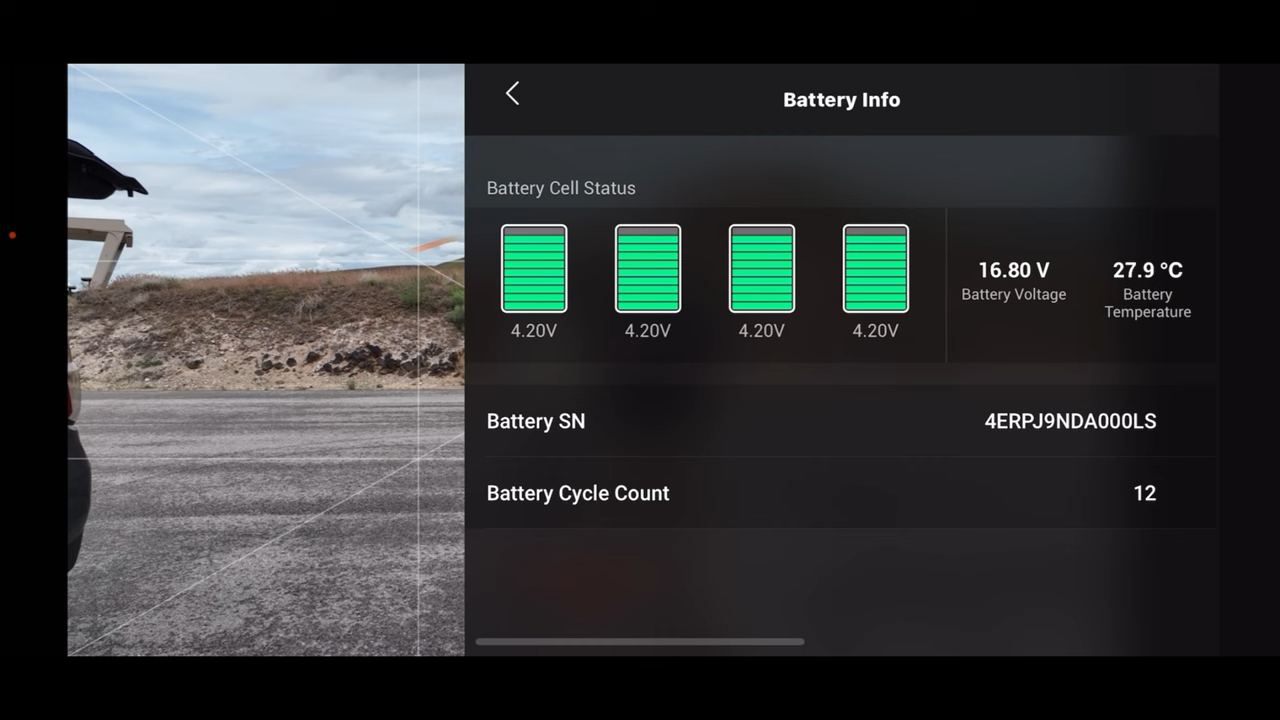 Battery Info
Battery Cell Status
4.20V
4.20V
4.20V
4.20V
16.80 V
Battery Voltage
27.9 °C
Battery
Temperature
Battery SN
4ERPJ9NDA000LS
Battery Cycle Count
12